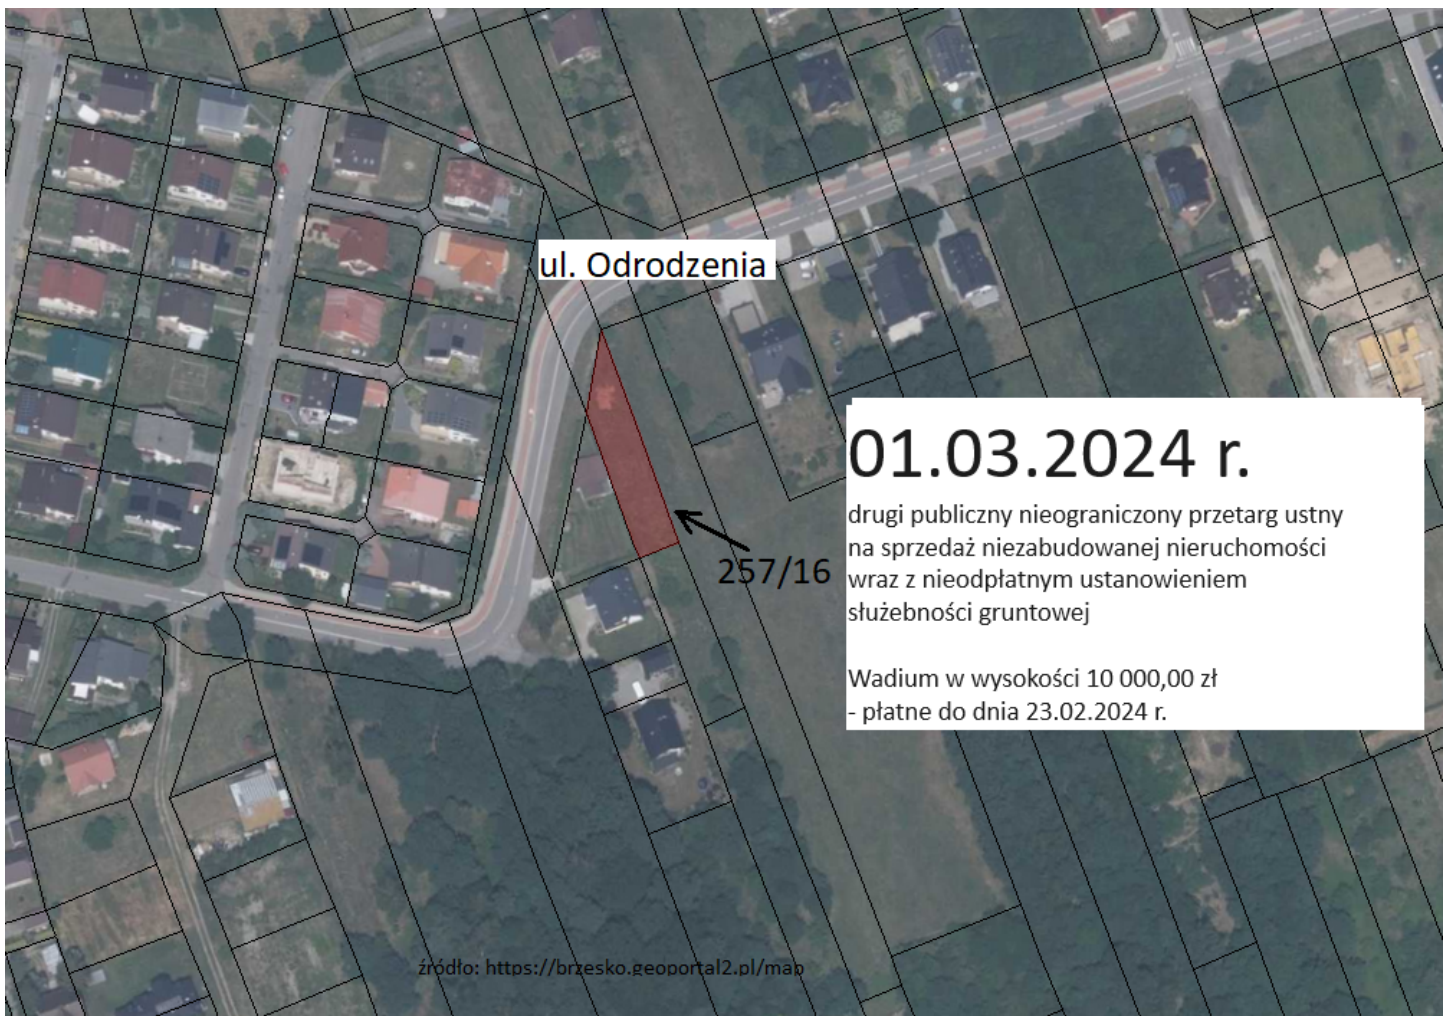 ul. Odrodzenia
01.03.2024 r.
drugi publiczny nieograniczony przetarg ustny
na sprzedaż niezabudowanej nieruchomości
wraz z nieodpłatnym ustanowieniem
służebności gruntowej
257/16
Wadium w wysokości 10 000,00 zł
- płatne do dnia 23.02.2024 r.
źródło: https://brzesko.geoportal2.pl/map